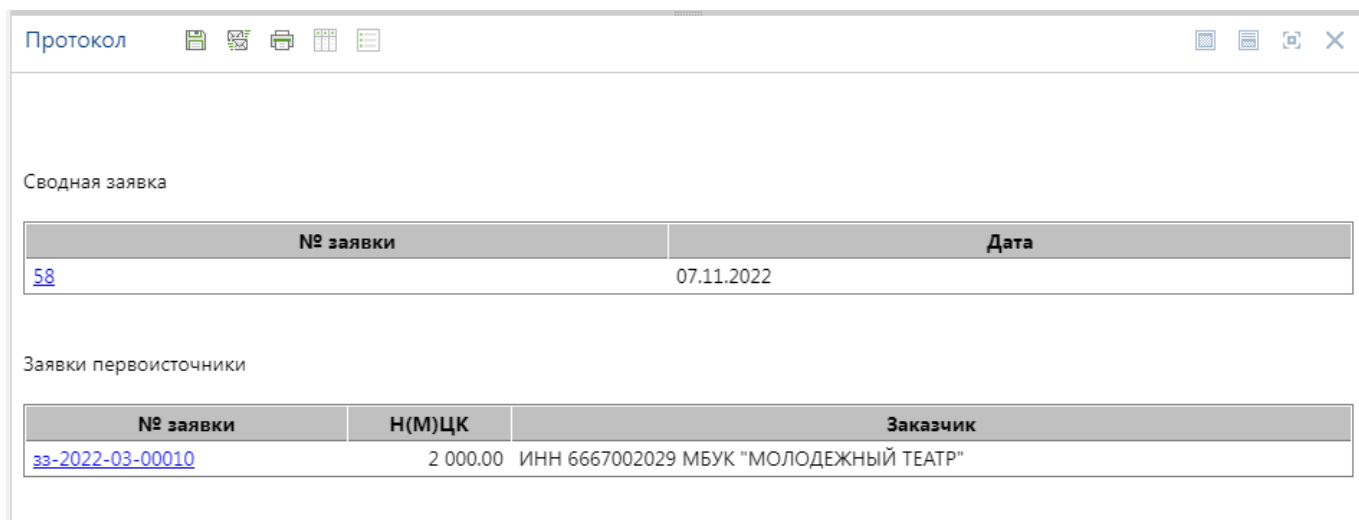 Протокол
Сводная заявка
№ заявки Дата
58 07.11.2022
Заявки первоисточники
№ заявки Н(М)ЦК Заказчик
зз-2022-03-00010 2 000.00 ИНН 6667002029 МБУК "МОЛОДЕЖНЫЙ ТЕАТР"